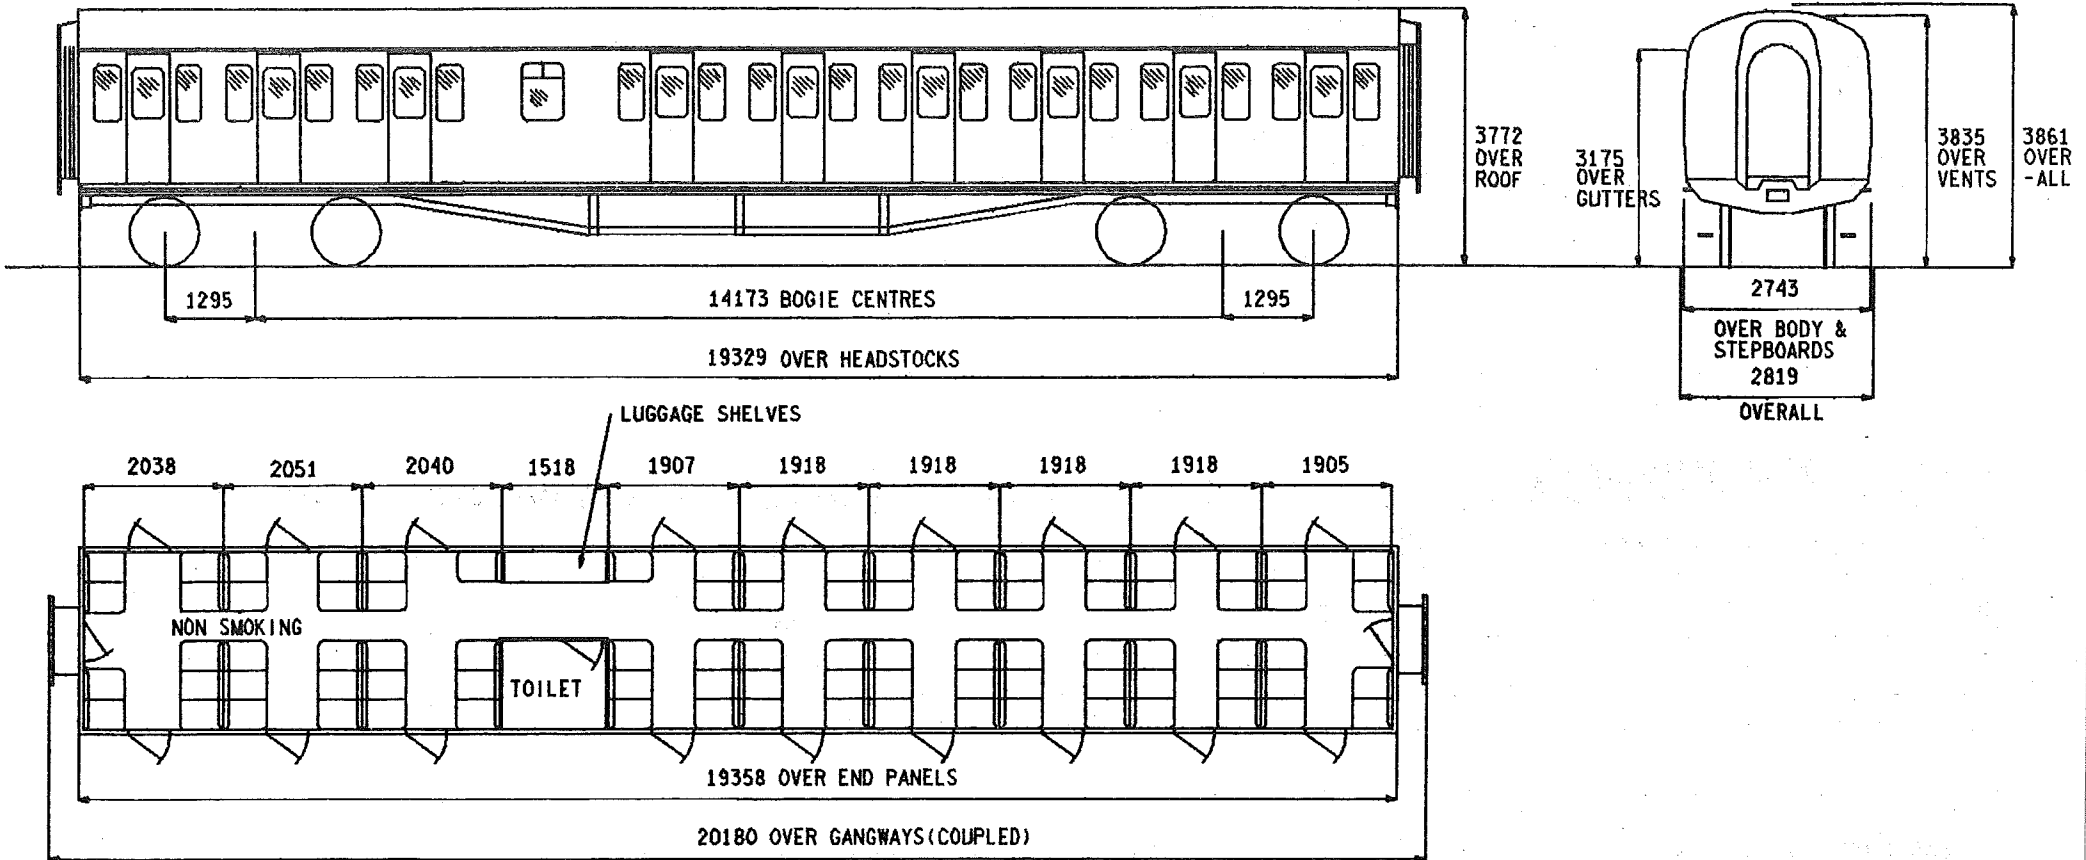 3772
OVER
ROOF
3175
OVER
GUTTERS
3835
OVER
VENTS
3861
OVER
-ALL
1295
14173 BOGIE CENTRES
1295
19329 OVER HEADSTOCKS
2743
OVER BODY &
STEPBOARDS
2819
OVERALL
LUGGAGE SHELVES
2038
2051
2040
1518
1907
1918
1918
1918
1918
1905
NON SMOKING
TOILET
19358 OVER END PANELS
20180 OVER GANGWAYS(COUPLED)